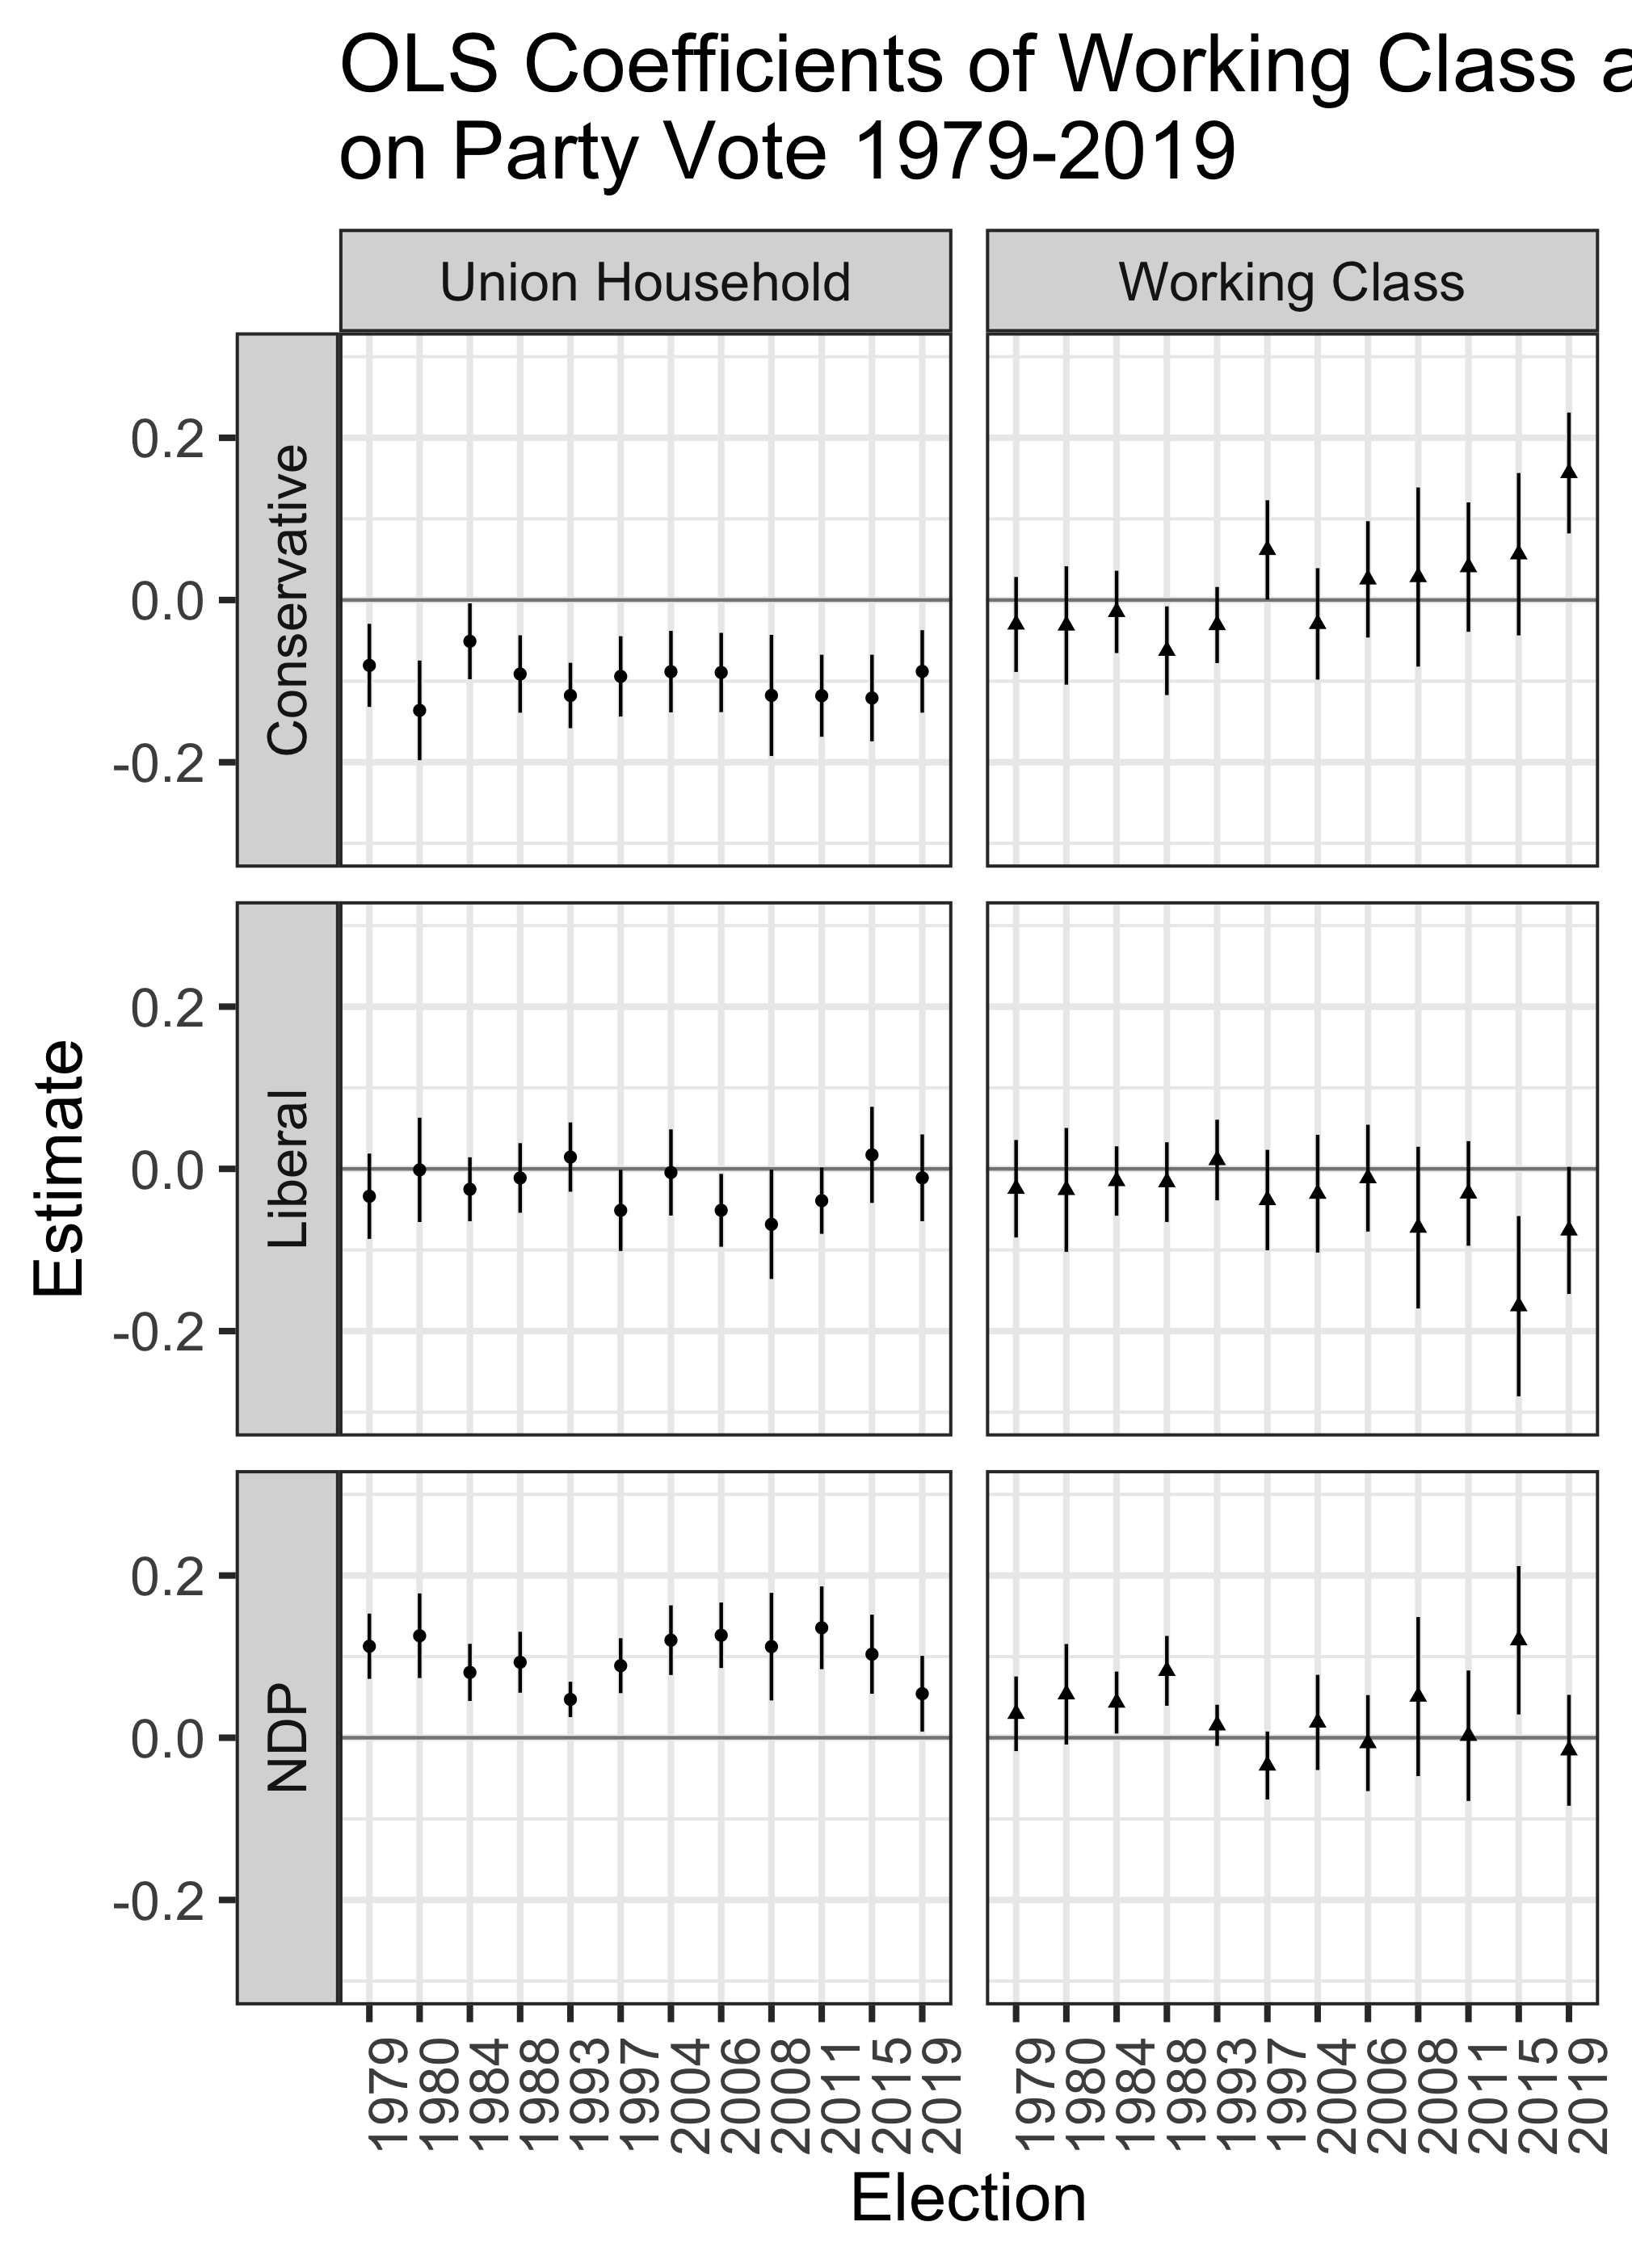 OLS Coefficients of Working Class
on Party Vote 1979-2019
Union Household
Working Class
Conservative
0.2
0.0
-0.2
Liberal
0.2
0.0
-0.2
NDP
0.2
0.0
-0.2
Estimate
1979 1980 1984 1988 1993 1997 2004 2006 2008 2011 2015 2019
1979 1980 1984 1988 1993 1997 2004 2006 2008 2011 2015 2019
Election